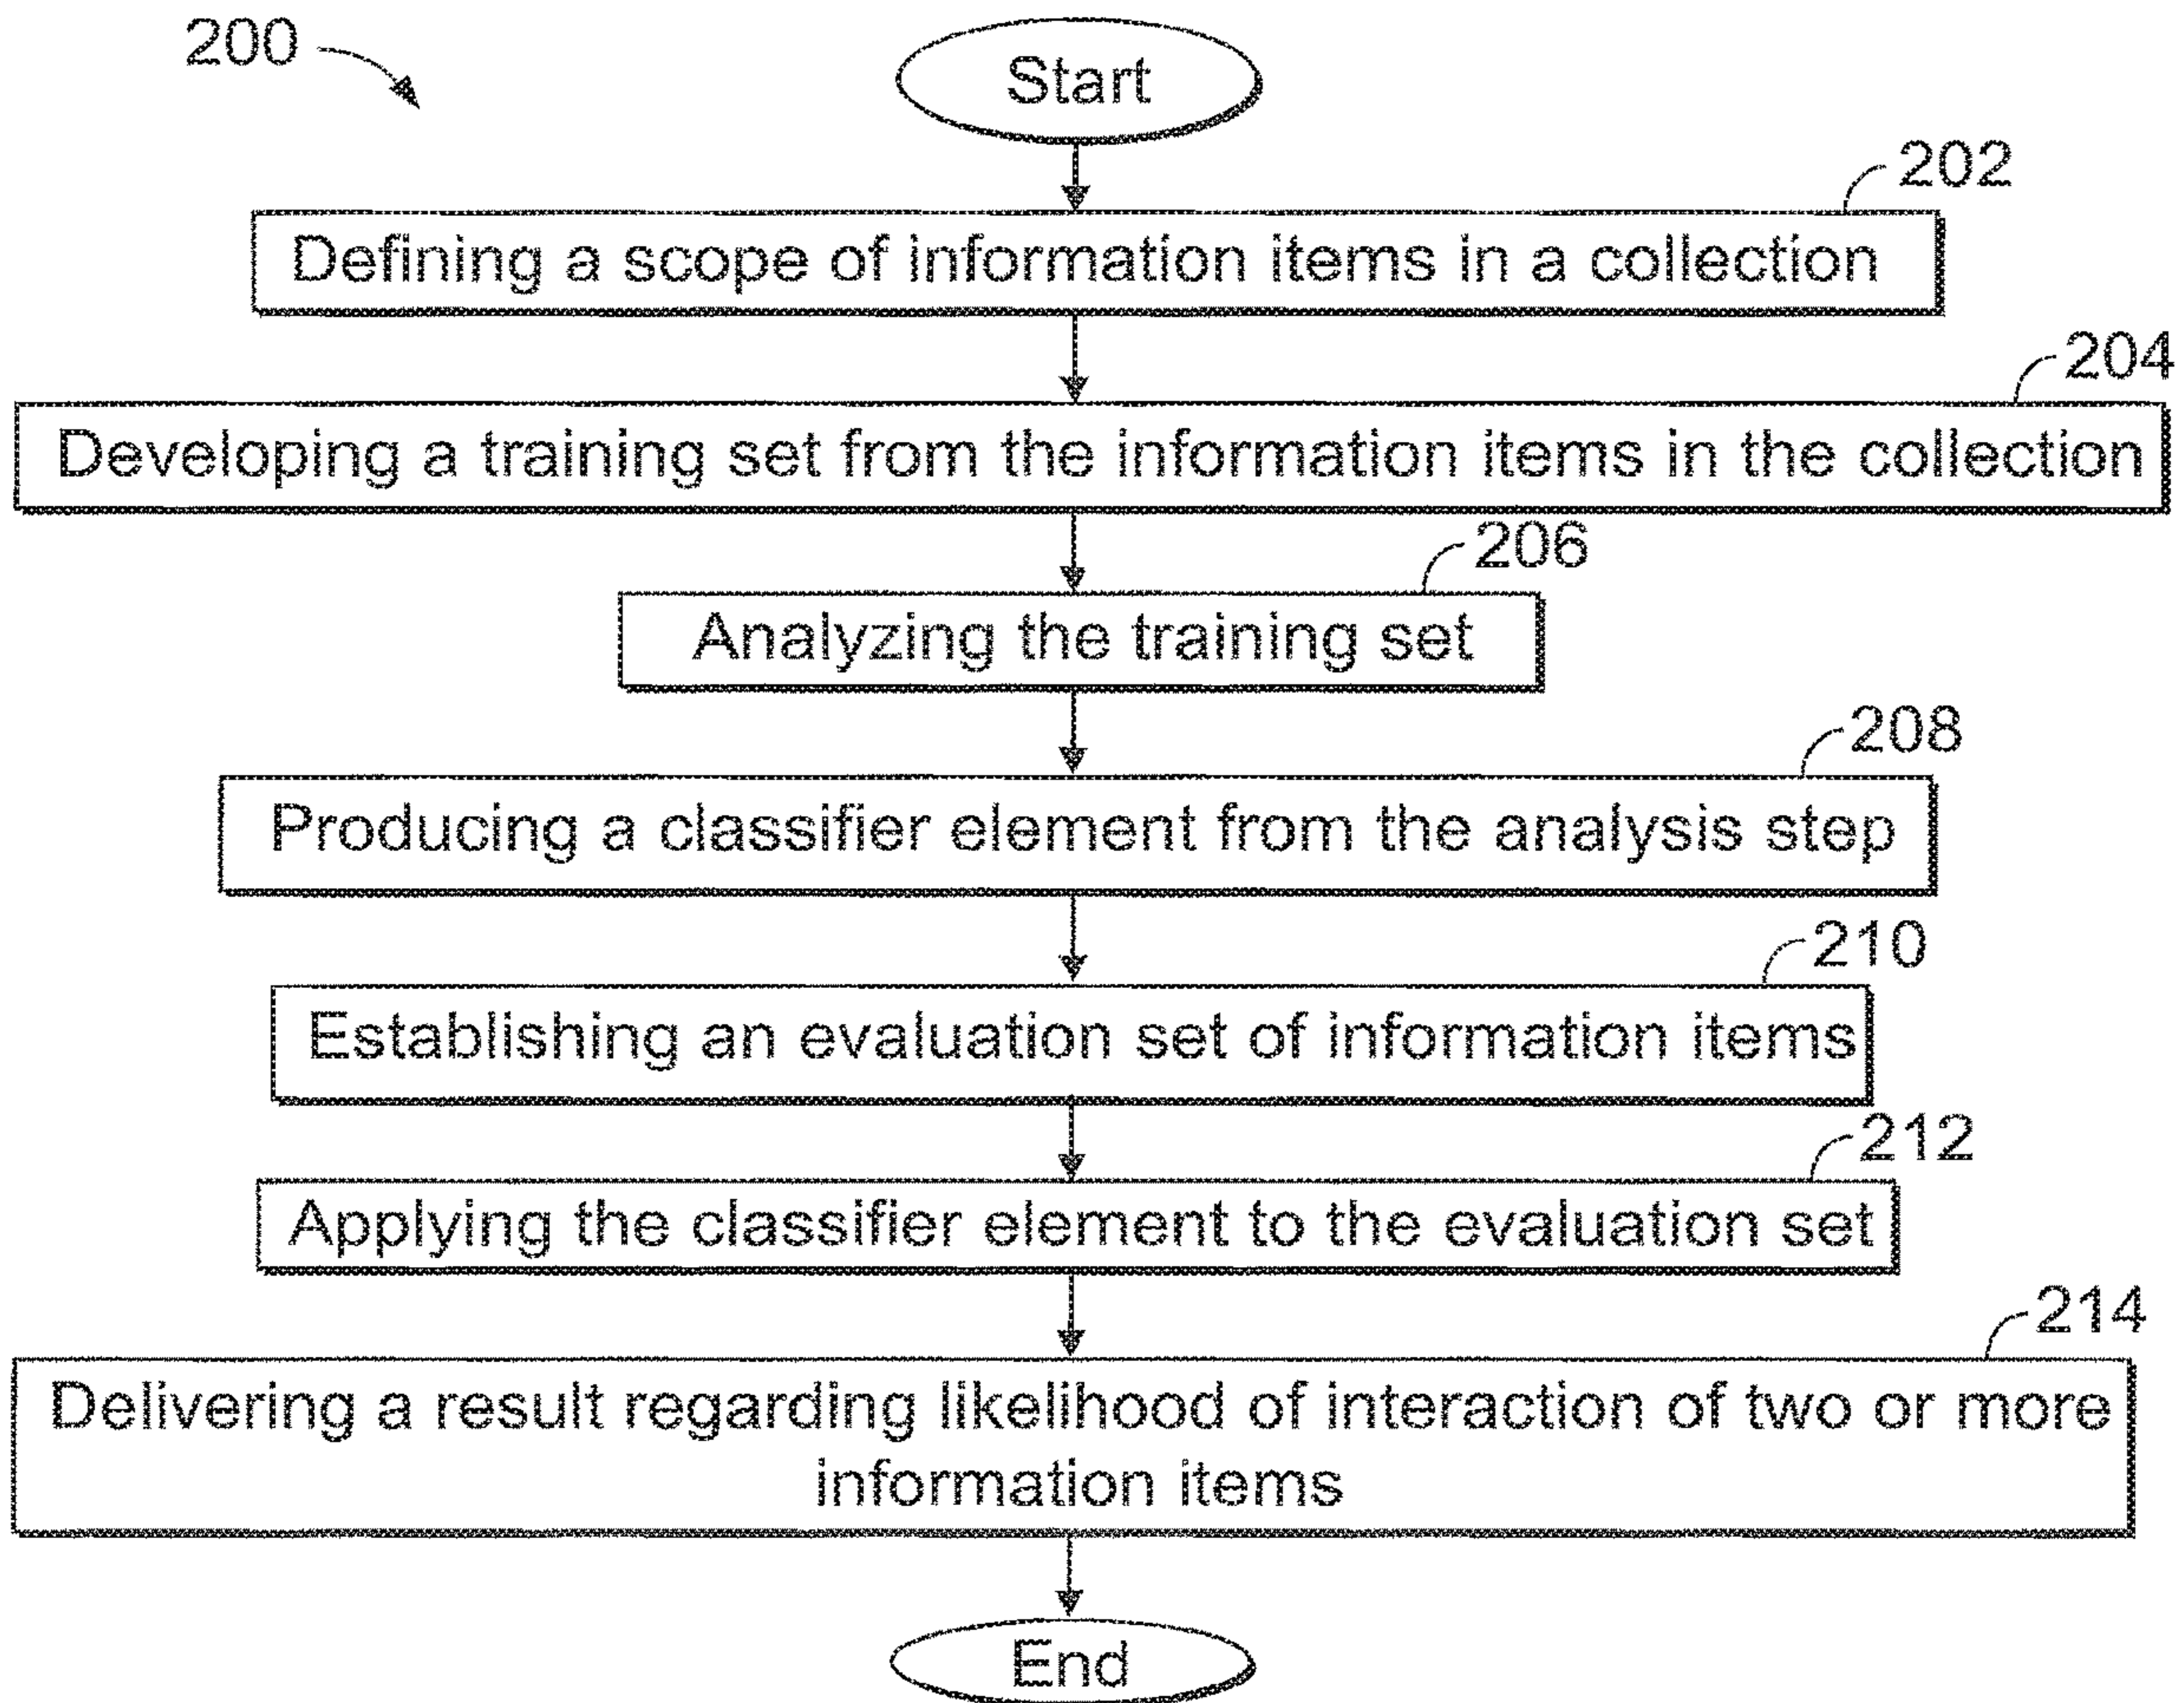 200
Start
202
Defining a scope of information items in a collection
204
Developing a training set from the information items in the collection
206
Analyzing the training set
208
Producing a classifier element from the analysis step
210
Establishing an evaluation set of information items
212
Applying the classifier element to the evaluation set
214
Delivering a result regarding likelihood of interaction of two or more
information items
End